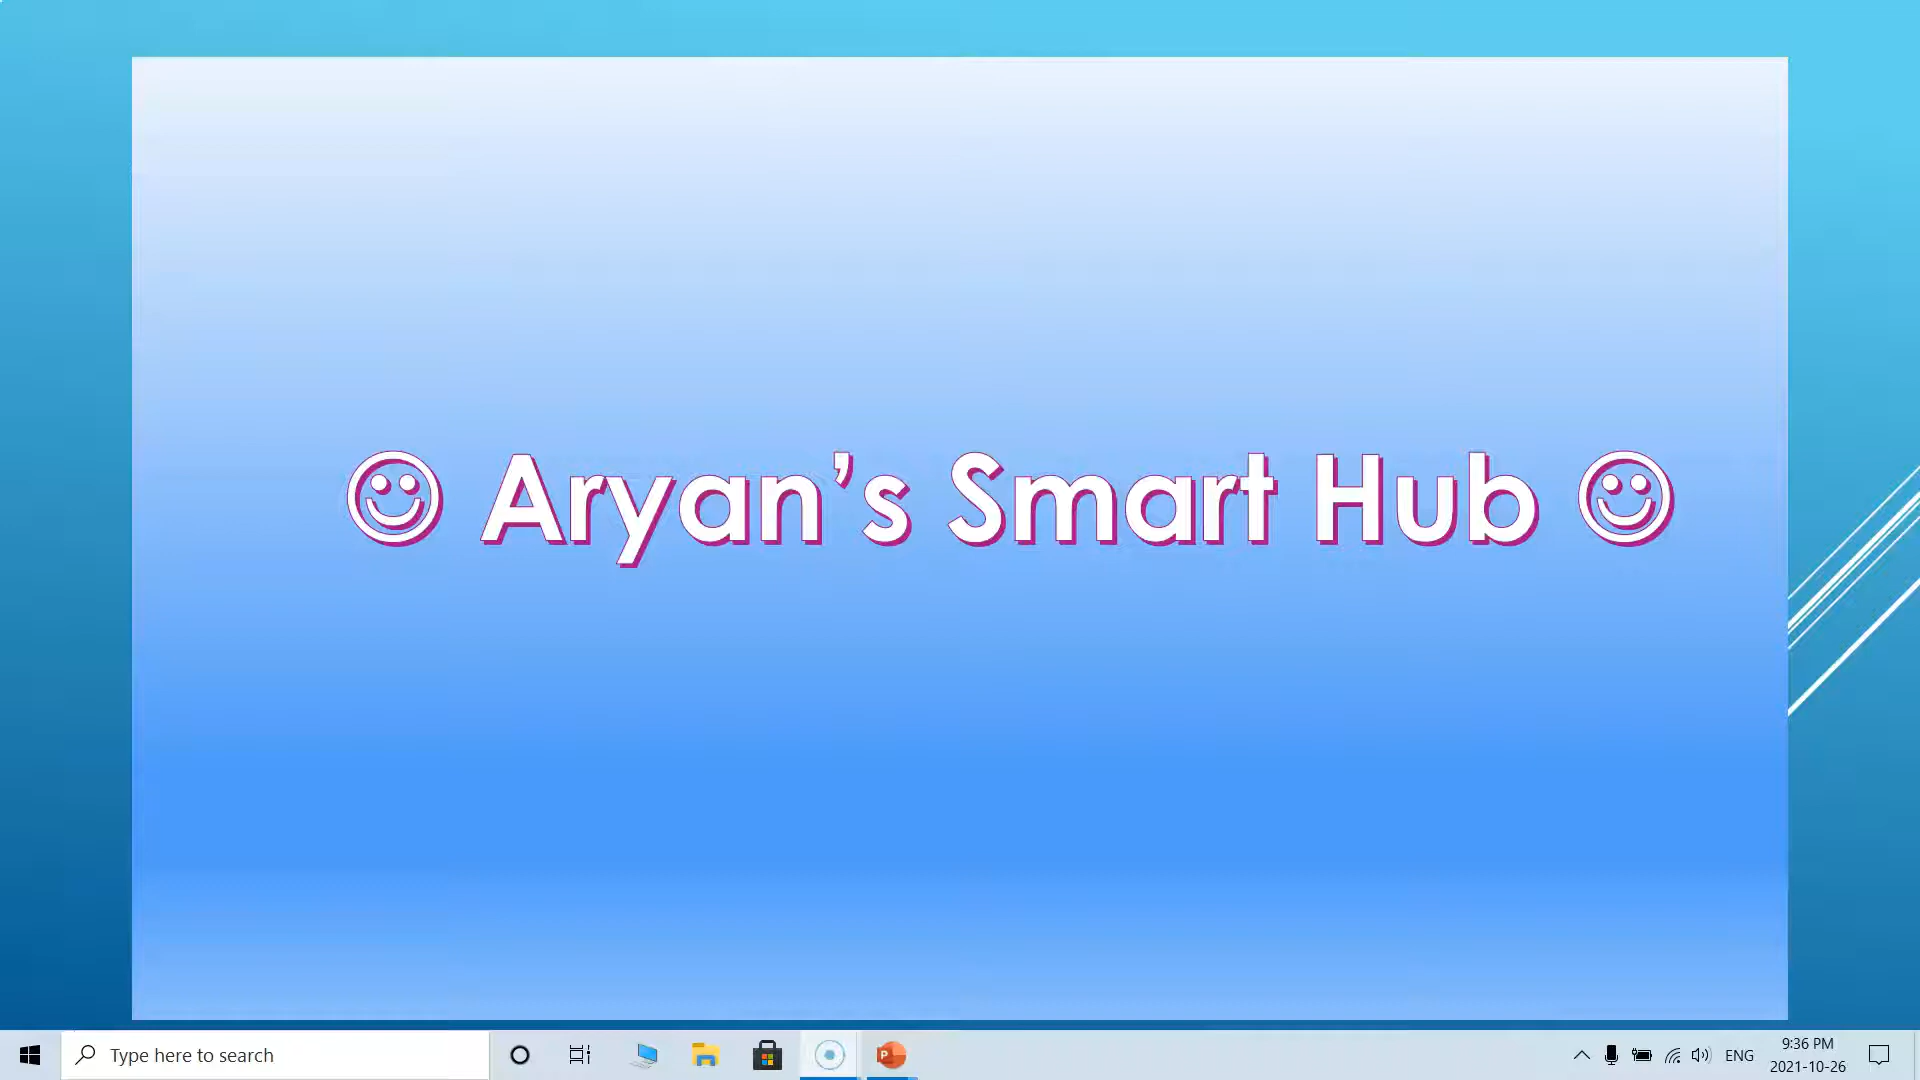 ☺ Aryan’s Smart Hub ☺
Type here to search
P
ENG
9:36 PM
2021-10-26